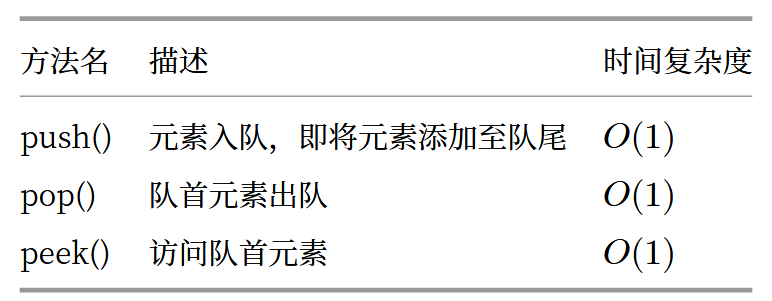 方法名 描述 时间复杂度
push() 元素入队，即将元素添加至队尾 O(1)
pop() 队首元素出队 O(1)
peek() 访问队首元素 O(1)